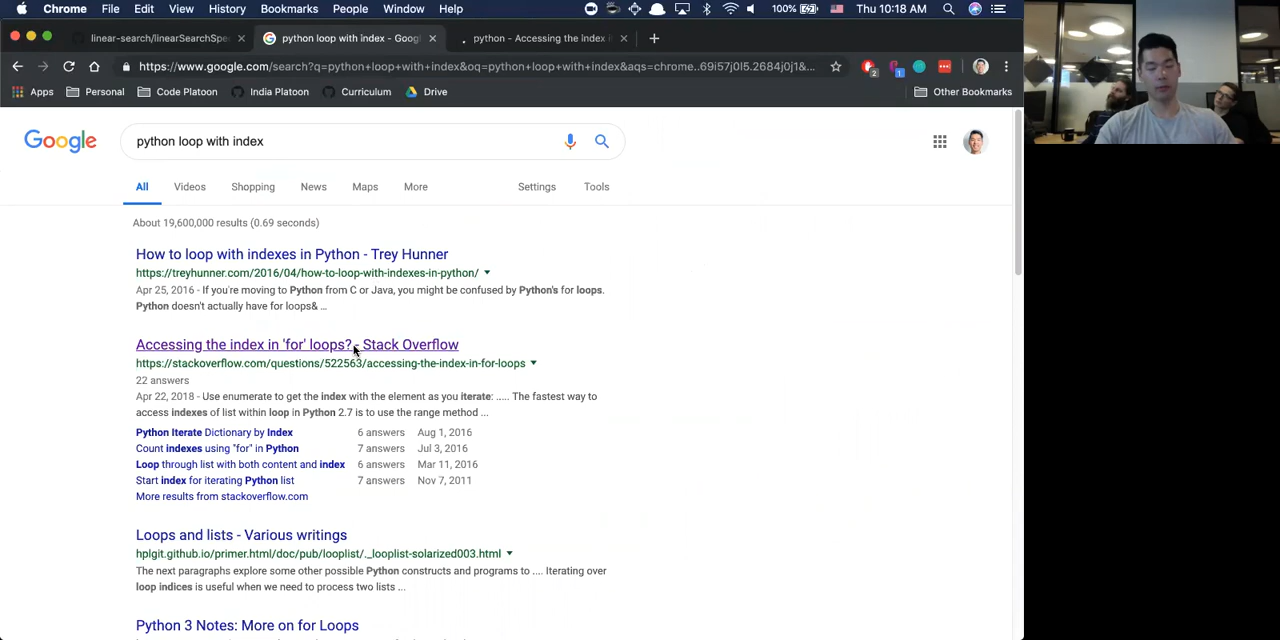 Chrome File Edit View History Bookmarks People Window Help 100% Thu 10:18 AM
linear-search/linearSearchSpe
python loop with index - Goog
python - Accessing the index i
https://www.google.com/search?q=python+loop+with+index&oq=python+loop+with+index&aqs=chrome..69i57j0l5.2684j0j1&...
2
1
Apps Personal Code Platoon India Platoon Curriculum Drive Other Bookmarks
Google python loop with index
All Videos Shopping News Maps More Settings Tools
About 19,600,000 results (0.69 seconds)
How to loop with indexes in Python - Trey Hunner
https://treyhunner.com/2016/04/how-to-loop-with-indexes-in-python/
Apr 25, 2016 - If you're moving to Python from C or Java, you might be confused by Python's for loops.
Python doesn't actually have for loops& ...
Accessing the index in 'for' loops? - Stack Overflow
https://stackoverflow.com/questions/522563/accessing-the-index-in-for-loops
22 answers
Apr 22, 2018 - Use enumerate to get the index with the element as you iterate: ..... The fastest way to
access indexes of list within loop in Python 2.7 is to use the range method ...
Python Iterate Dictionary by Index 6 answers Aug 1, 2016
Count indexes using "for" in Python 7 answers Jul 3, 2016
Loop through list with both content and index 6 answers Mar 11, 2016
Start index for iterating Python list 7 answers Nov 7, 2011
More results from stackoverflow.com
Loops and lists - Various writings
hplgit.github.io/primer.html/doc/pub/looplist/._looplist-solarized003.html
The next paragraphs explore some other possible Python constructs and programs to .... Iterating over
loop indices is useful when we need to process two lists ...
Python 3 Notes: More on for Loops